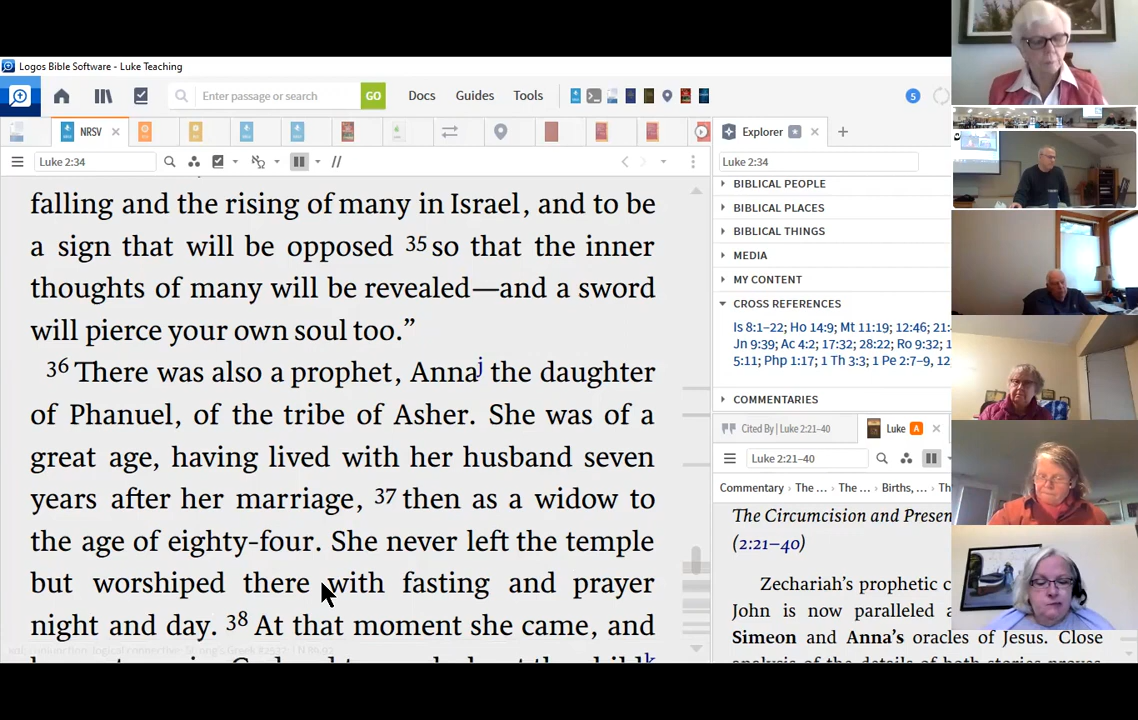 Logos Bible Software - Luke Teaching
Enter passage or search
GO
Docs
Guides
Tools
5
NRSV
Luke 2:34
falling and the rising of many in Israel, and to be
a sign that will be opposed 35 so that the inner
thoughts of many will be revealed—and a sword
will pierce your own soul too.”
36 There was also a prophet, Anna j the daughter
of Phanuel, of the tribe of Asher. She was of a
great age, having lived with her husband seven
years after her marriage, 37 then as a widow to
the age of eighty-four. She never left the temple
but worshiped there with fasting and prayer
night and day. 38 At that moment she came, and
Explorer
Luke 2:34
BIBLICAL PEOPLE
BIBLICAL PLACES
BIBLICAL THINGS
MEDIA
MY CONTENT
CROSS REFERENCES
Is 8:1–22; Ho 14:9; Mt 11:19; 12:46; 21:
Jn 9:39; Ac 4:2; 17:32; 28:22; Ro 9:32; 1
5:11; Php 1:17; 1 Th 3:3; 1 Pe 2:7–9, 12
COMMENTARIES
Cited By | Luke 2:21–40
Luke A
Luke 2:21–40
Commentary › The ... › The ... › Births, ... › Th
The Circumcision and Presen
(2:21–40)
Zechariah’s prophetic c
John is now paralleled a
Simeon and Anna’s oracles of Jesus. Close